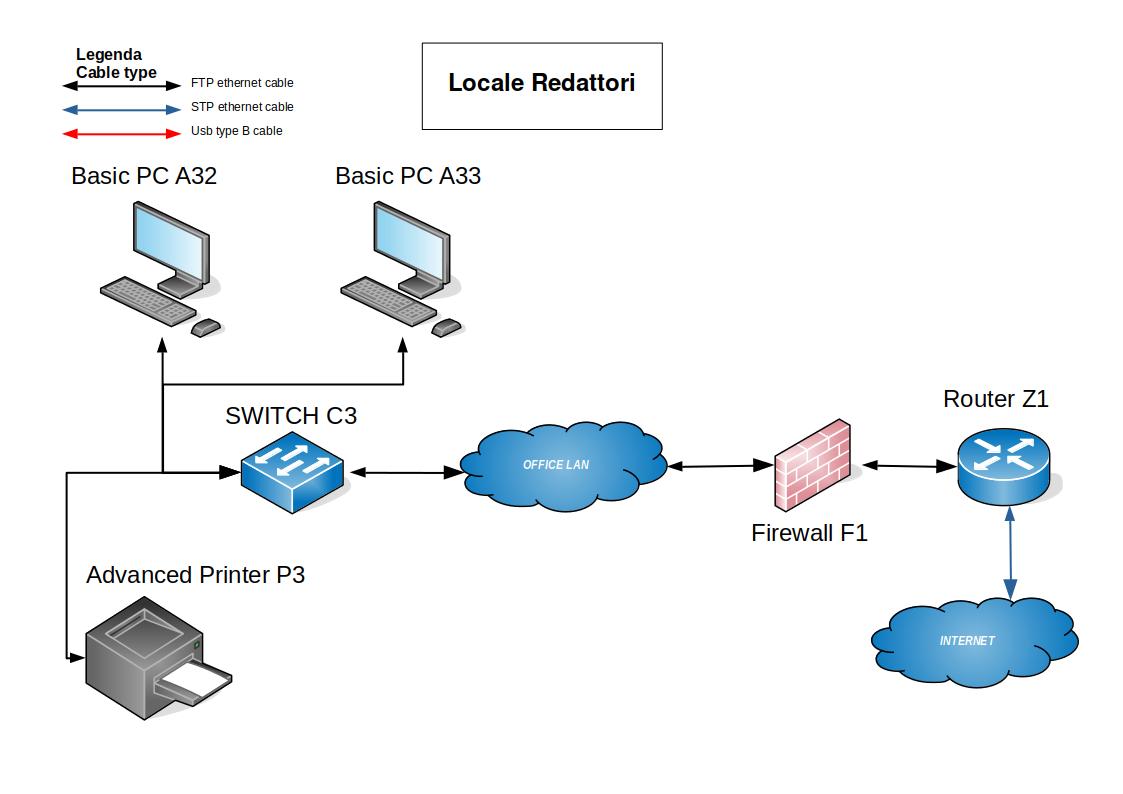 Legenda
Cable type
FTP ethernet cable
STP ethernet cable
Usb type B cable
Locale Redattori
Basic PC A32
Basic PC A33
SWITCH C3
OFFICE LAN
Router Z1
Firewall F1
Advanced Printer P3
INTERNET